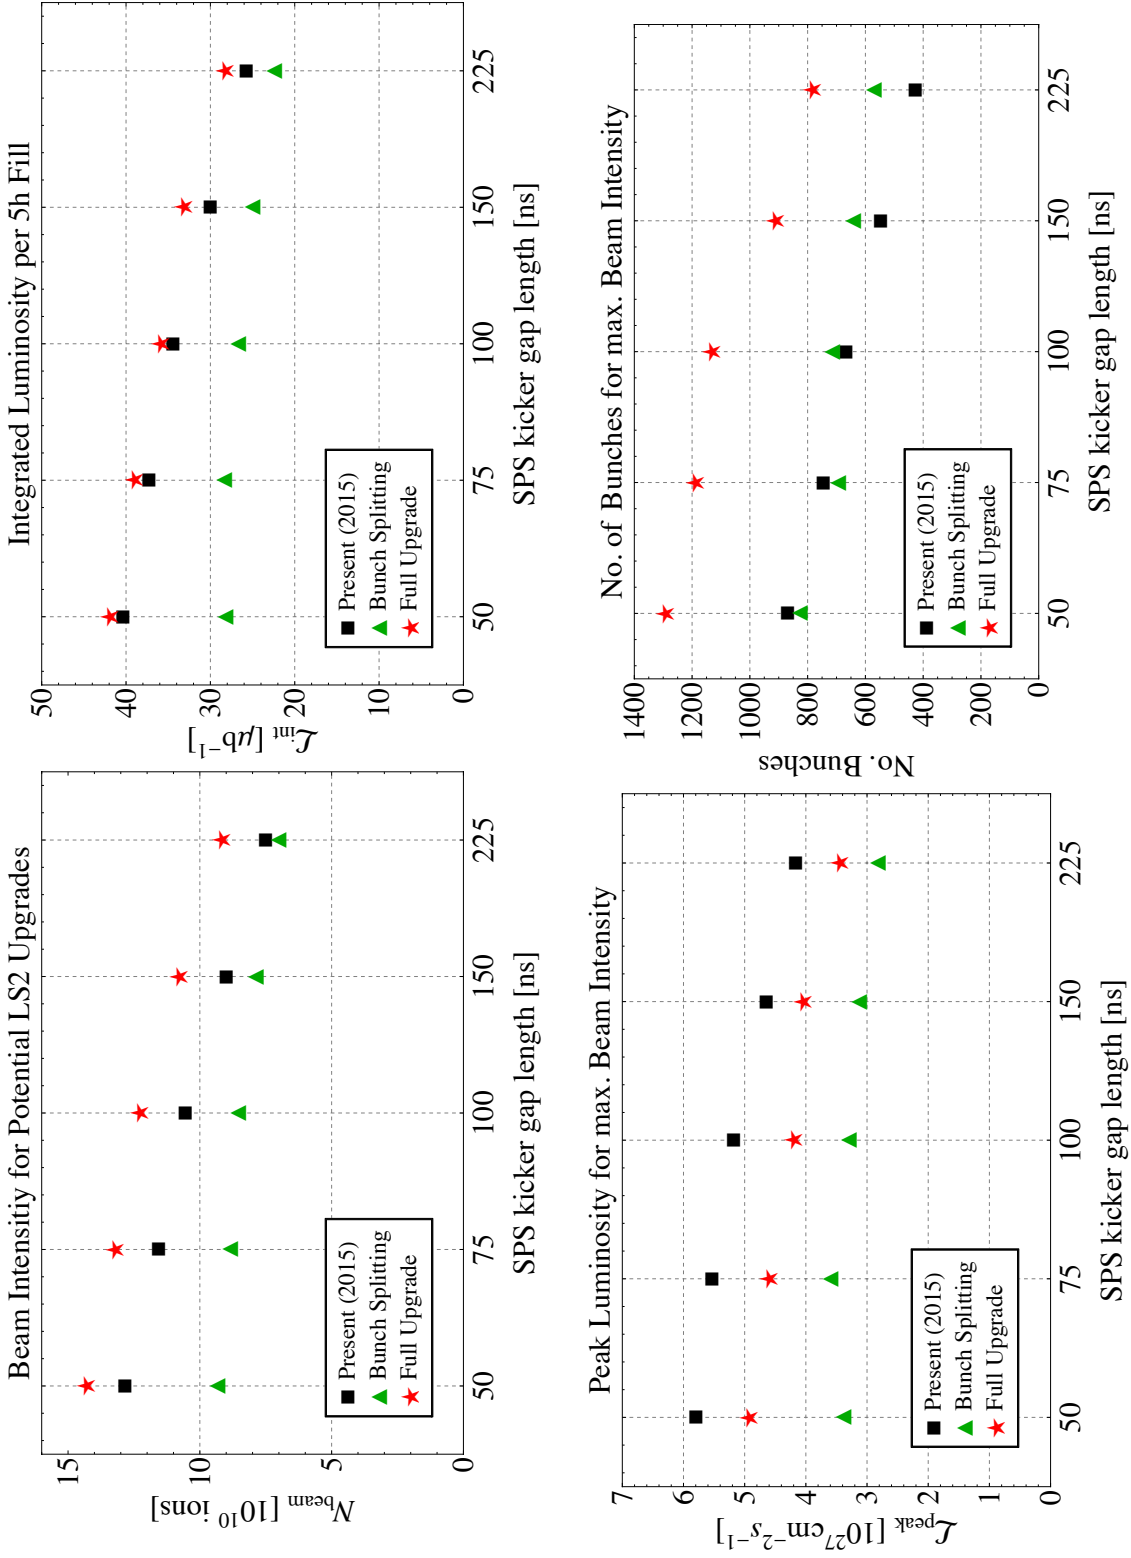 Beam Intensitiy for Potential LS2 Upgrades
N_beam [10^10 ions]
15
10
5
0
Present (2015)
Bunch Splitting
Full Upgrade
50 75 100 150 225
SPS kicker gap length [ns]
Integrated Luminosity per 5h Fill
ℒ_int [μb^−1]
50
40
30
20
10
0
Present (2015)
Bunch Splitting
Full Upgrade
50 75 100 150 225
SPS kicker gap length [ns]
Peak Luminosity for max. Beam Intensity
ℒ_peak [10^27cm^−2s^−1]
7
6
5
4
3
2
1
0
Present (2015)
Bunch Splitting
Full Upgrade
50 75 100 150 225
SPS kicker gap length [ns]
No. of Bunches for max. Beam Intensity
No. Bunches
1400
1200
1000
800
600
400
200
0
Present (2015)
Bunch Splitting
Full Upgrade
50 75 100 150 225
SPS kicker gap length [ns]